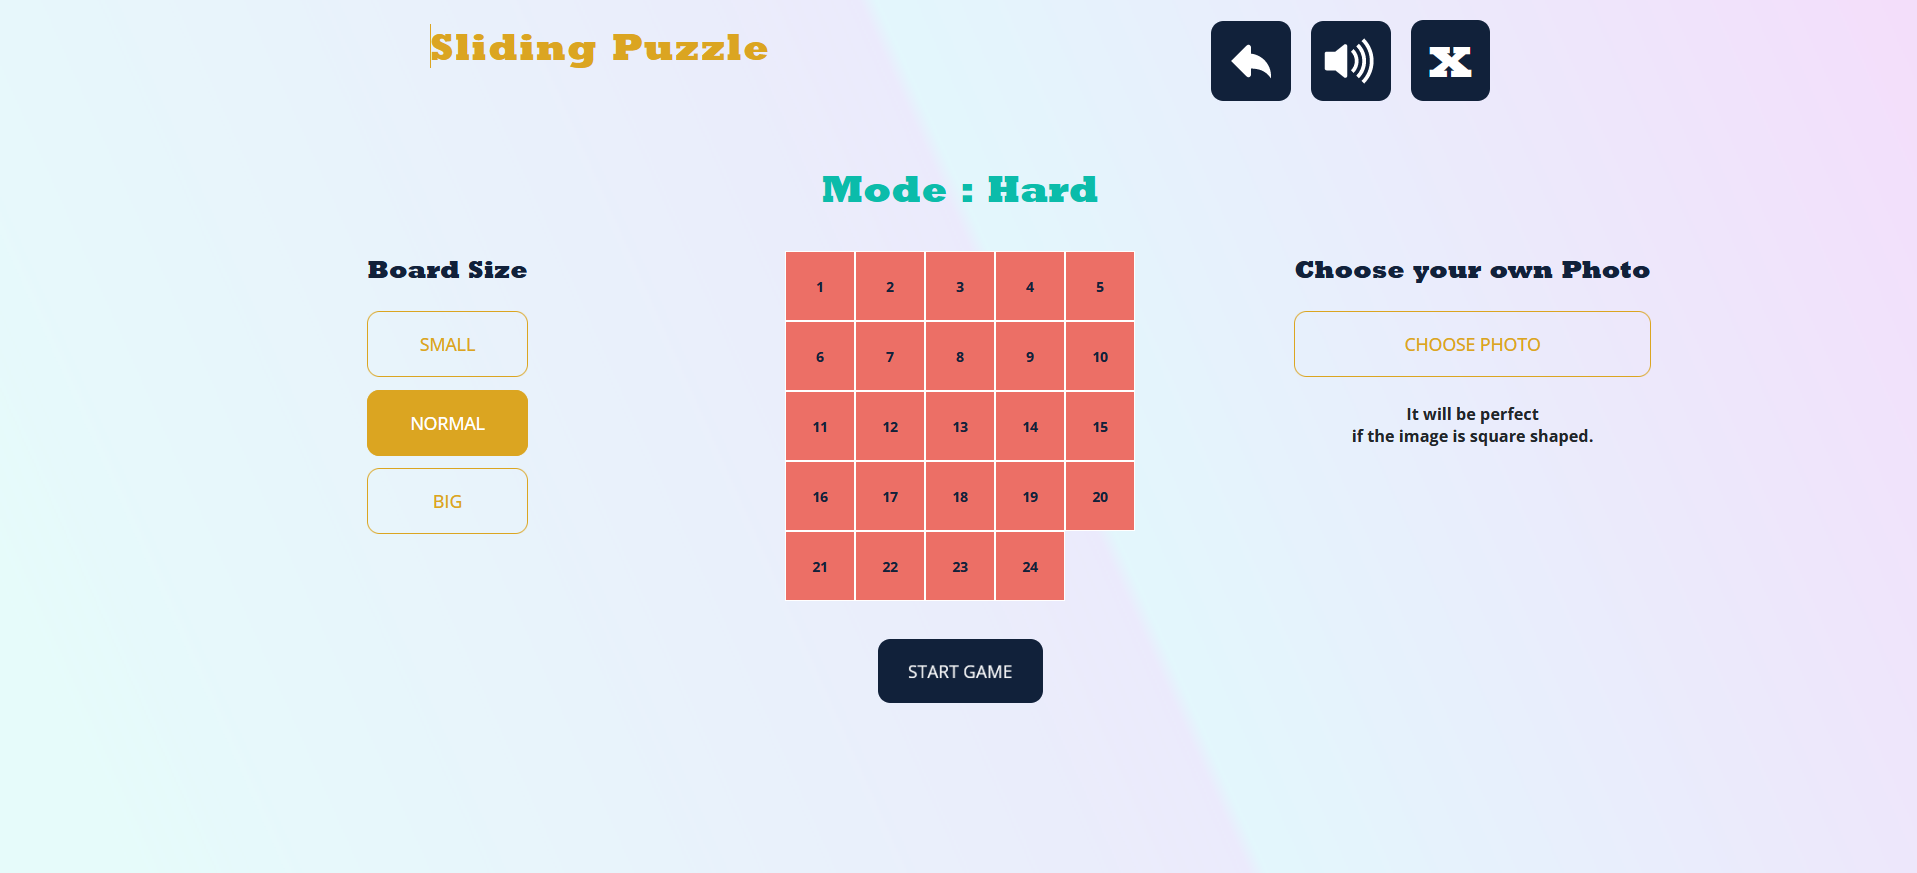 Sliding Puzzle
X
Mode : Hard
Board Size
SMALL
NORMAL
BIG
1 2 3 4 5
6 7 8 9 10
11 12 13 14 15
16 17 18 19 20
21 22 23 24
START GAME
Choose your own Photo
CHOOSE PHOTO
It will be perfect
if the image is square shaped.